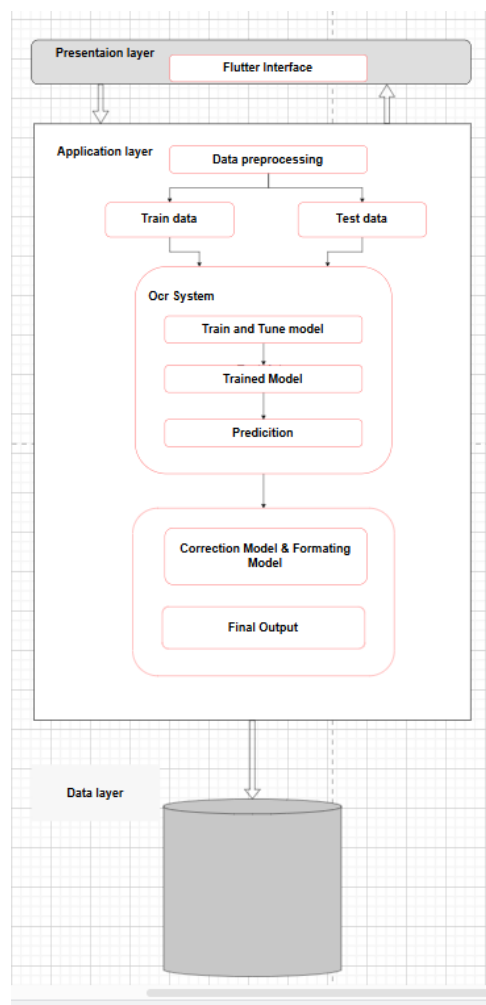 Presentaion layer
Flutter Interface
Application layer
Data preprocessing
Train data
Test data
Ocr System
Train and Tune model
Trained Model
Predicition
Correction Model & Formating
Model
Final Output
Data layer